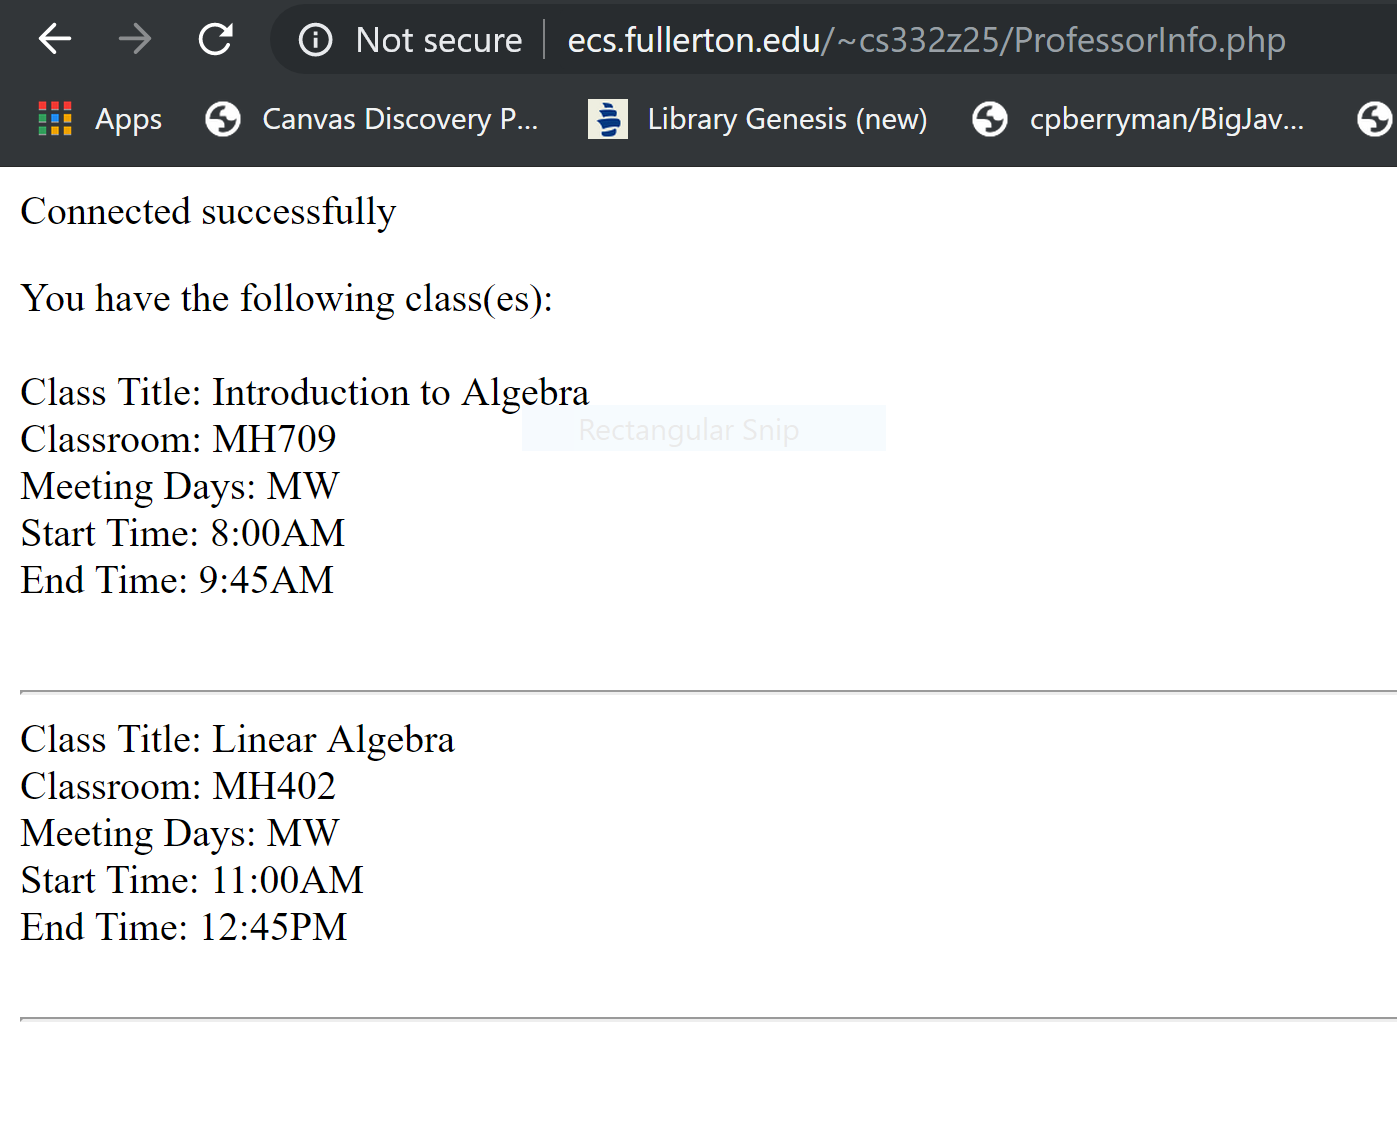 Not secure ecs.fullerton.edu/~cs332z25/ProfessorInfo.php
Apps Canvas Discovery P... Library Genesis (new) cpberryman/BigJav...
Connected successfully
You have the following class(es):
Class Title: Introduction to Algebra
Rectangular Snip
Classroom: MH709
Meeting Days: MW
Start Time: 8:00AM
End Time: 9:45AM
Class Title: Linear Algebra
Classroom: MH402
Meeting Days: MW
Start Time: 11:00AM
End Time: 12:45PM